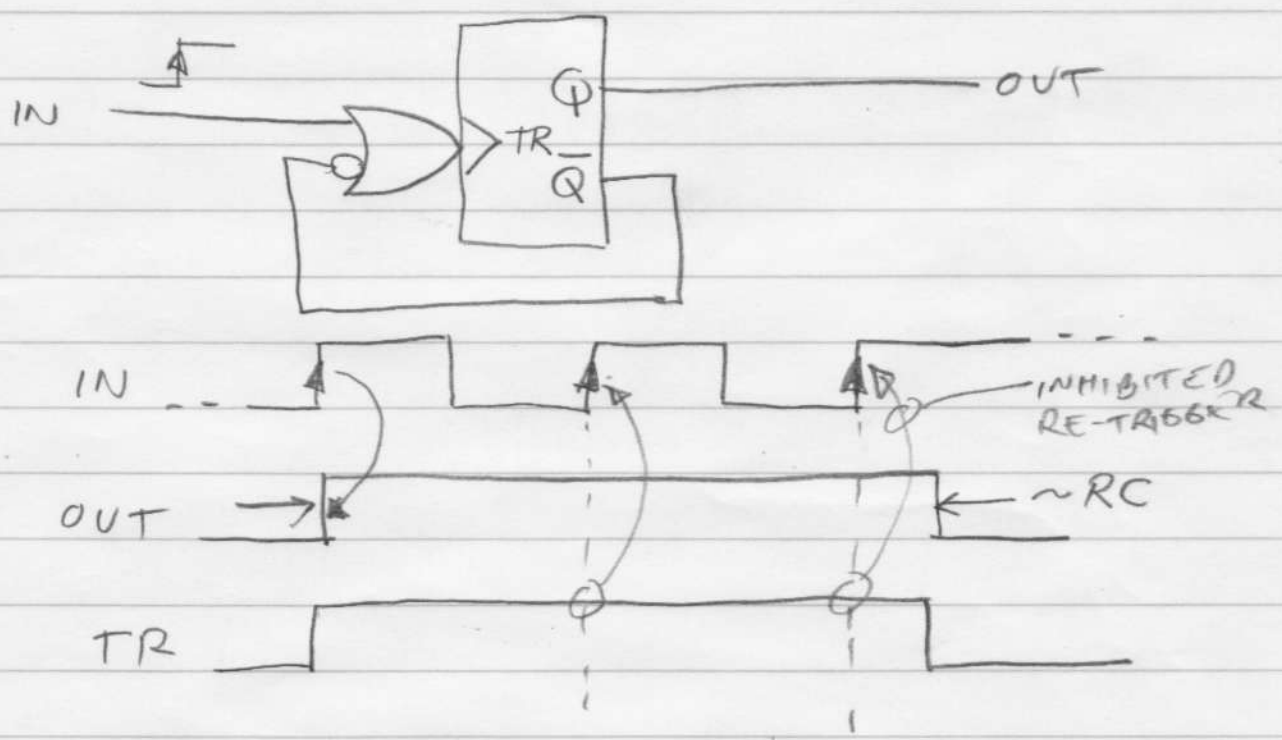 IN
Q
OUT
TR
Q̅
IN
INHIBITED
RE-TRIGGER
OUT
~RC
TR